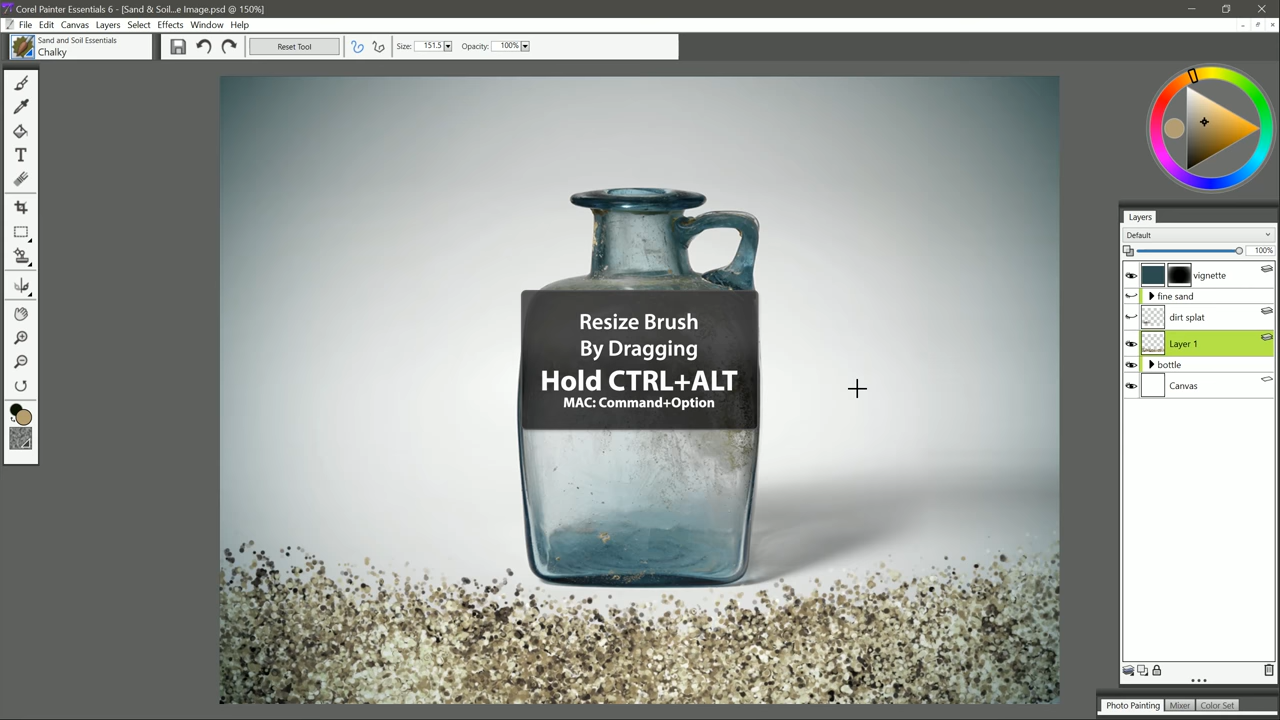 Corel Painter Essentials 6 - [Sand & Soil...e Image.psd @ 150%]
File Edit Canvas Layers Select Effects Window Help
Sand and Soil Essentials
Chalky
Reset Tool
Size: 151.5
Opacity: 100%
Layers
Default
100%
vignette
fine sand
dirt splat
Layer 1
bottle
Canvas
Resize Brush
By Dragging
Hold CTRL+ALT
MAC: Command+Option
Photo Painting Mixer Color Set